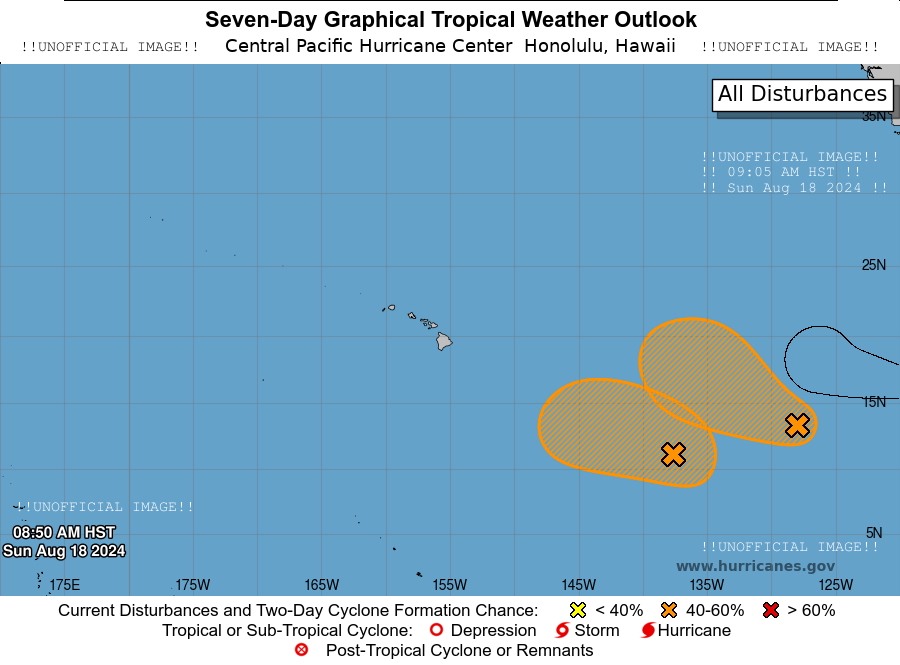 Seven-Day Graphical Tropical Weather Outlook
!!UNOFFICIAL IMAGE!! Central Pacific Hurricane Center Honolulu, Hawaii !!UNOFFICIAL IMAGE!!
All Disturbances
35N
!!UNOFFICIAL IMAGE!!
!! 09:05 AM HST !!
!! Sun Aug 18 2024 !!
25N
15N
!!UNOFFICIAL IMAGE!!
08:50 AM HST
5N
Sun Aug 18 2024
!!UNOFFICIAL IMAGE!!
www.hurricanes.gov
175E 175W 165W 155W 145W 135W 125W
Current Disturbances and Two-Day Cyclone Formation Chance: < 40% 40-60% > 60%
Tropical or Sub-Tropical Cyclone: Depression Storm Hurricane
Post-Tropical Cyclone or Remnants